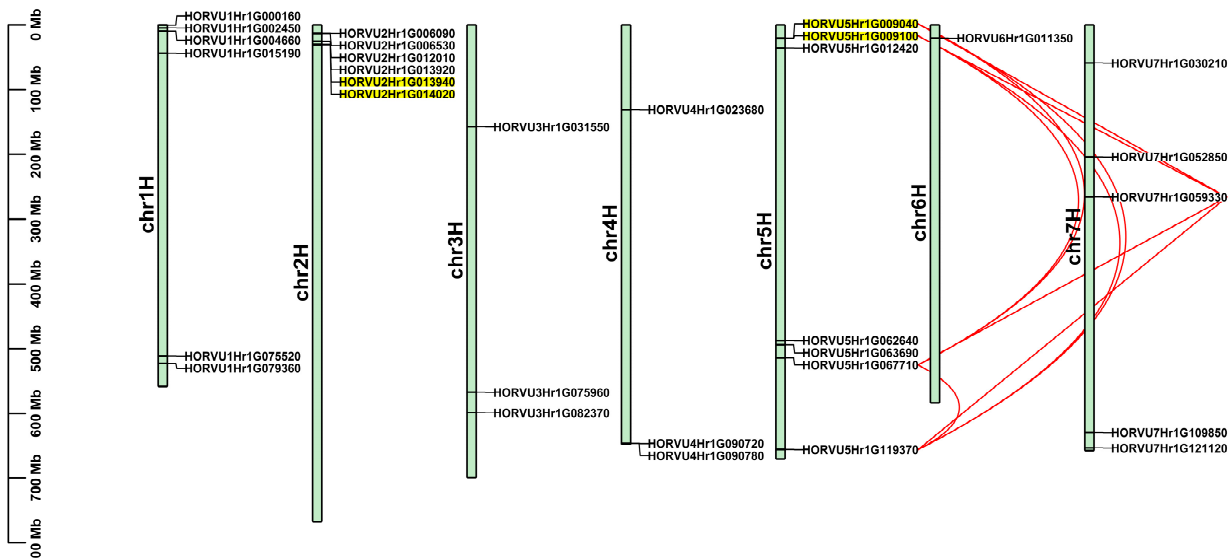 0 Mb
100 Mb
200 Mb
300 Mb
400 Mb
500 Mb
600 Mb
700 Mb
00 Mb
chr1H
HORVU1Hr1G000160
HORVU1Hr1G002450
HORVU1Hr1G004660
HORVU1Hr1G015190
HORVU1Hr1G075520
HORVU1Hr1G079360
chr2H
HORVU2Hr1G006090
HORVU2Hr1G006530
HORVU2Hr1G012010
HORVU2Hr1G013920
HORVU2Hr1G013940
HORVU2Hr1G014020
chr3H
HORVU3Hr1G031550
HORVU3Hr1G075960
HORVU3Hr1G082370
chr4H
HORVU4Hr1G023680
HORVU4Hr1G090720
HORVU4Hr1G090780
chr5H
HORVU5Hr1G009040
HORVU5Hr1G009100
HORVU5Hr1G012420
HORVU5Hr1G062640
HORVU5Hr1G063690
HORVU5Hr1G067710
HORVU5Hr1G119370
chr6H
HORVU6Hr1G011350
chr7H
HORVU7Hr1G030210
HORVU7Hr1G052850
HORVU7Hr1G059330
HORVU7Hr1G109850
HORVU7Hr1G121120